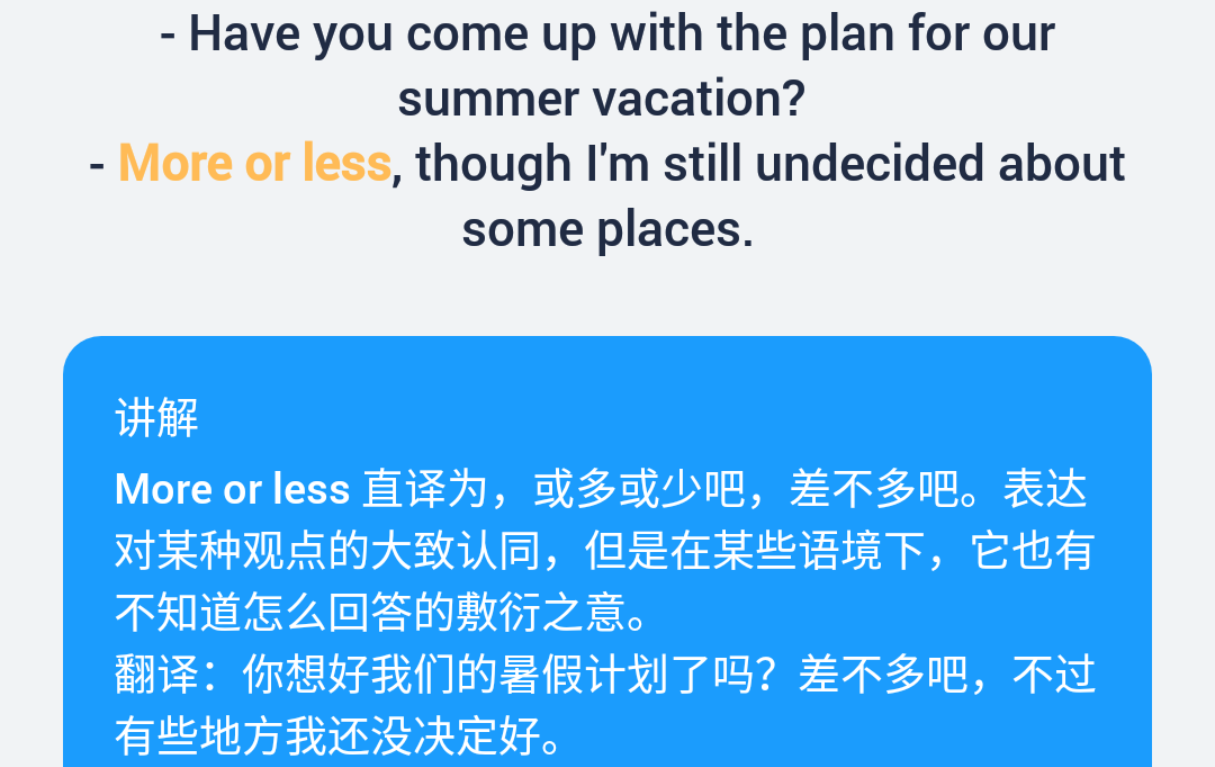 - Have you come up with the plan for our
summer vacation?
- More or less, though I'm still undecided about
some places.
讲解
More or less 直译为，或多或少吧，差不多吧。表达
对某种观点的大致认同，但是在某些语境下，它也有
不知道怎么回答的敷衍之意。
翻译：你想好我们的暑假计划了吗？差不多吧，不过
有些地方我还没决定好。